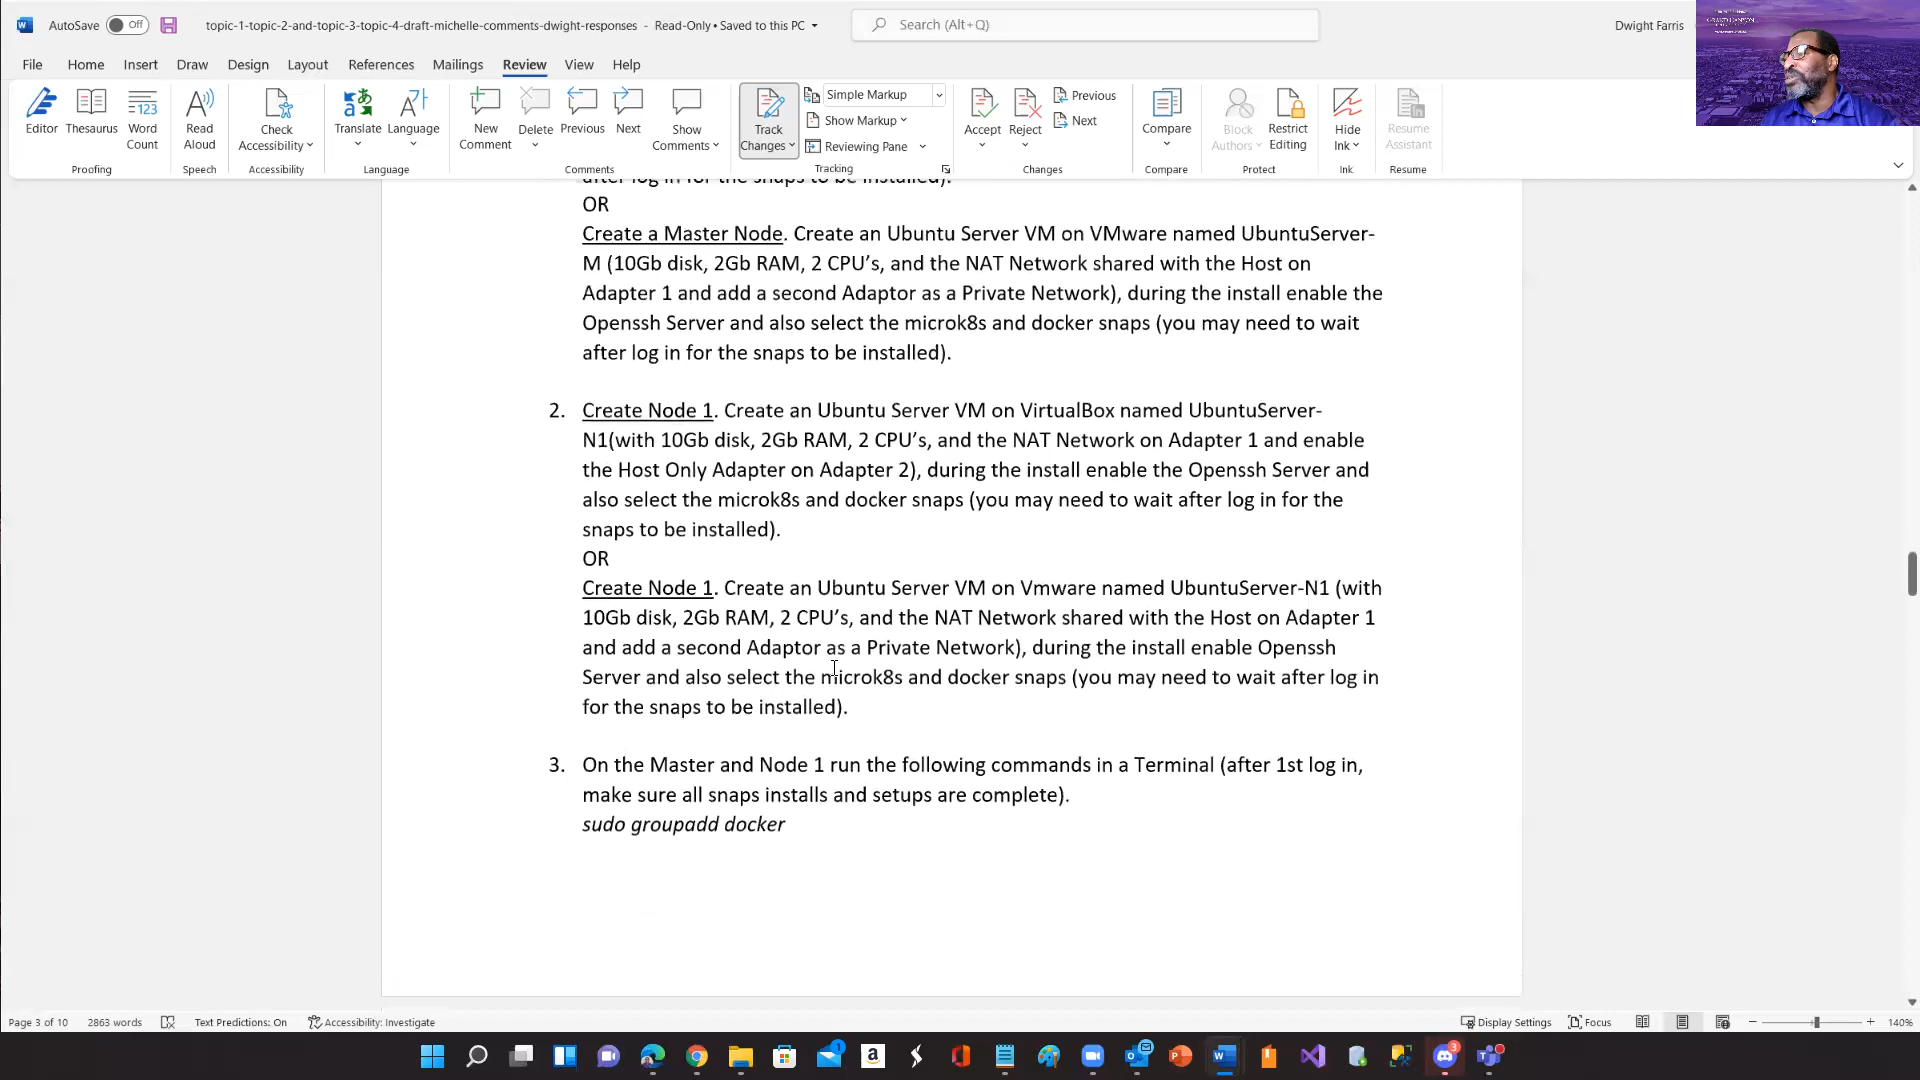 AutoSave Off topic-1-topic-2-and-topic-3-topic-4-draft-michelle-comments-dwight-responses - Read-Only • Saved to this PC Search (Alt+Q) Dwight Farris
File Home Insert Draw Design Layout References Mailings Review View Help
Editor Thesaurus Word Count Read Aloud Check Accessibility Translate Language New Comment Delete Previous Next Show Comments Track Changes Simple Markup Show Markup Reviewing Pane Accept Reject Previous Next Compare Block Authors Restrict Editing Hide Ink Resume Assistant
Proofing Speech Accessibility Language Comments Tracking Changes Compare Protect Ink Resume
after log in for the snaps to be installed).
OR
Create a Master Node. Create an Ubuntu Server VM on VMware named UbuntuServer-
M (10Gb disk, 2Gb RAM, 2 CPU’s, and the NAT Network shared with the Host on
Adapter 1 and add a second Adaptor as a Private Network), during the install enable the
Openssh Server and also select the microk8s and docker snaps (you may need to wait
after log in for the snaps to be installed).
2. Create Node 1. Create an Ubuntu Server VM on VirtualBox named UbuntuServer-
N1(with 10Gb disk, 2Gb RAM, 2 CPU’s, and the NAT Network on Adapter 1 and enable
the Host Only Adapter on Adapter 2), during the install enable the Openssh Server and
also select the microk8s and docker snaps (you may need to wait after log in for the
snaps to be installed).
OR
Create Node 1. Create an Ubuntu Server VM on Vmware named UbuntuServer-N1 (with
10Gb disk, 2Gb RAM, 2 CPU’s, and the NAT Network shared with the Host on Adapter 1
and add a second Adaptor as a Private Network), during the install enable Openssh
Server and also select the microk8s and docker snaps (you may need to wait after log in
for the snaps to be installed).
3. On the Master and Node 1 run the following commands in a Terminal (after 1st log in,
make sure all snaps installs and setups are complete).
sudo groupadd docker
Page 3 of 10 2863 words Text Predictions: On Accessibility: Investigate Display Settings Focus 140%